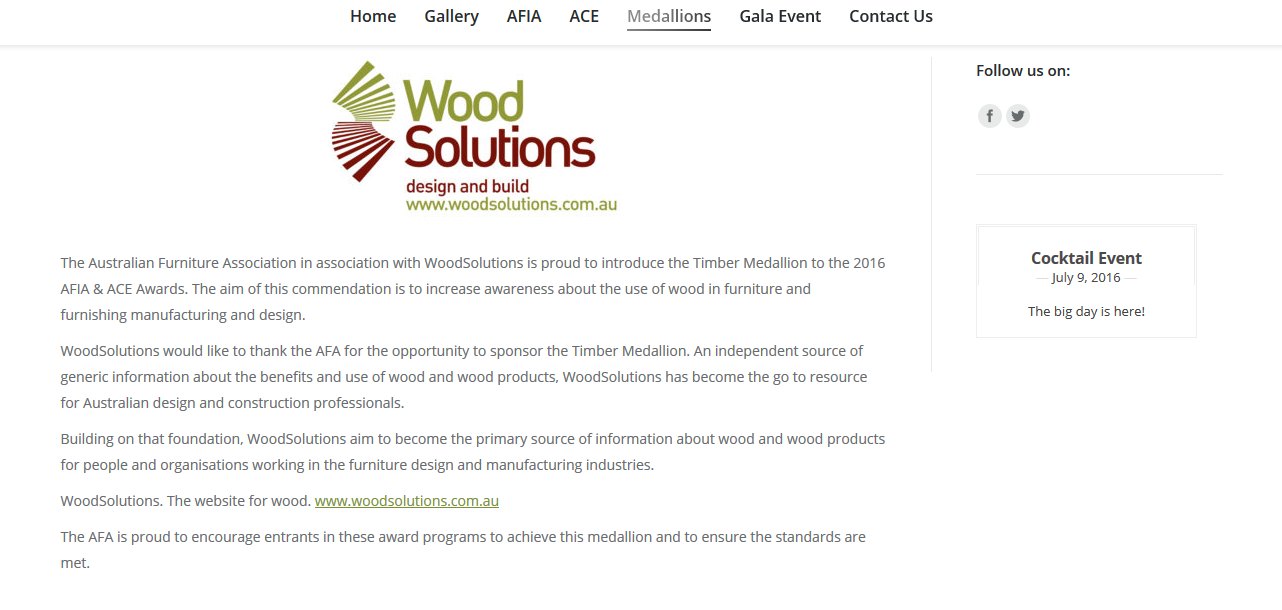 Home Gallery AFIA ACE Medallions Gala Event Contact Us
Wood
Solutions
design and build
www.woodsolutions.com.au
The Australian Furniture Association in association with WoodSolutions is proud to introduce the Timber Medallion to the 2016
AFIA & ACE Awards. The aim of this commendation is to increase awareness about the use of wood in furniture and
furnishing manufacturing and design.
WoodSolutions would like to thank the AFA for the opportunity to sponsor the Timber Medallion. An independent source of
generic information about the benefits and use of wood and wood products, WoodSolutions has become the go to resource
for Australian design and construction professionals.
Building on that foundation, WoodSolutions aim to become the primary source of information about wood and wood products
for people and organisations working in the furniture design and manufacturing industries.
WoodSolutions. The website for wood. www.woodsolutions.com.au
The AFA is proud to encourage entrants in these award programs to achieve this medallion and to ensure the standards are
met.
Follow us on:
Cocktail Event
July 9, 2016
The big day is here!